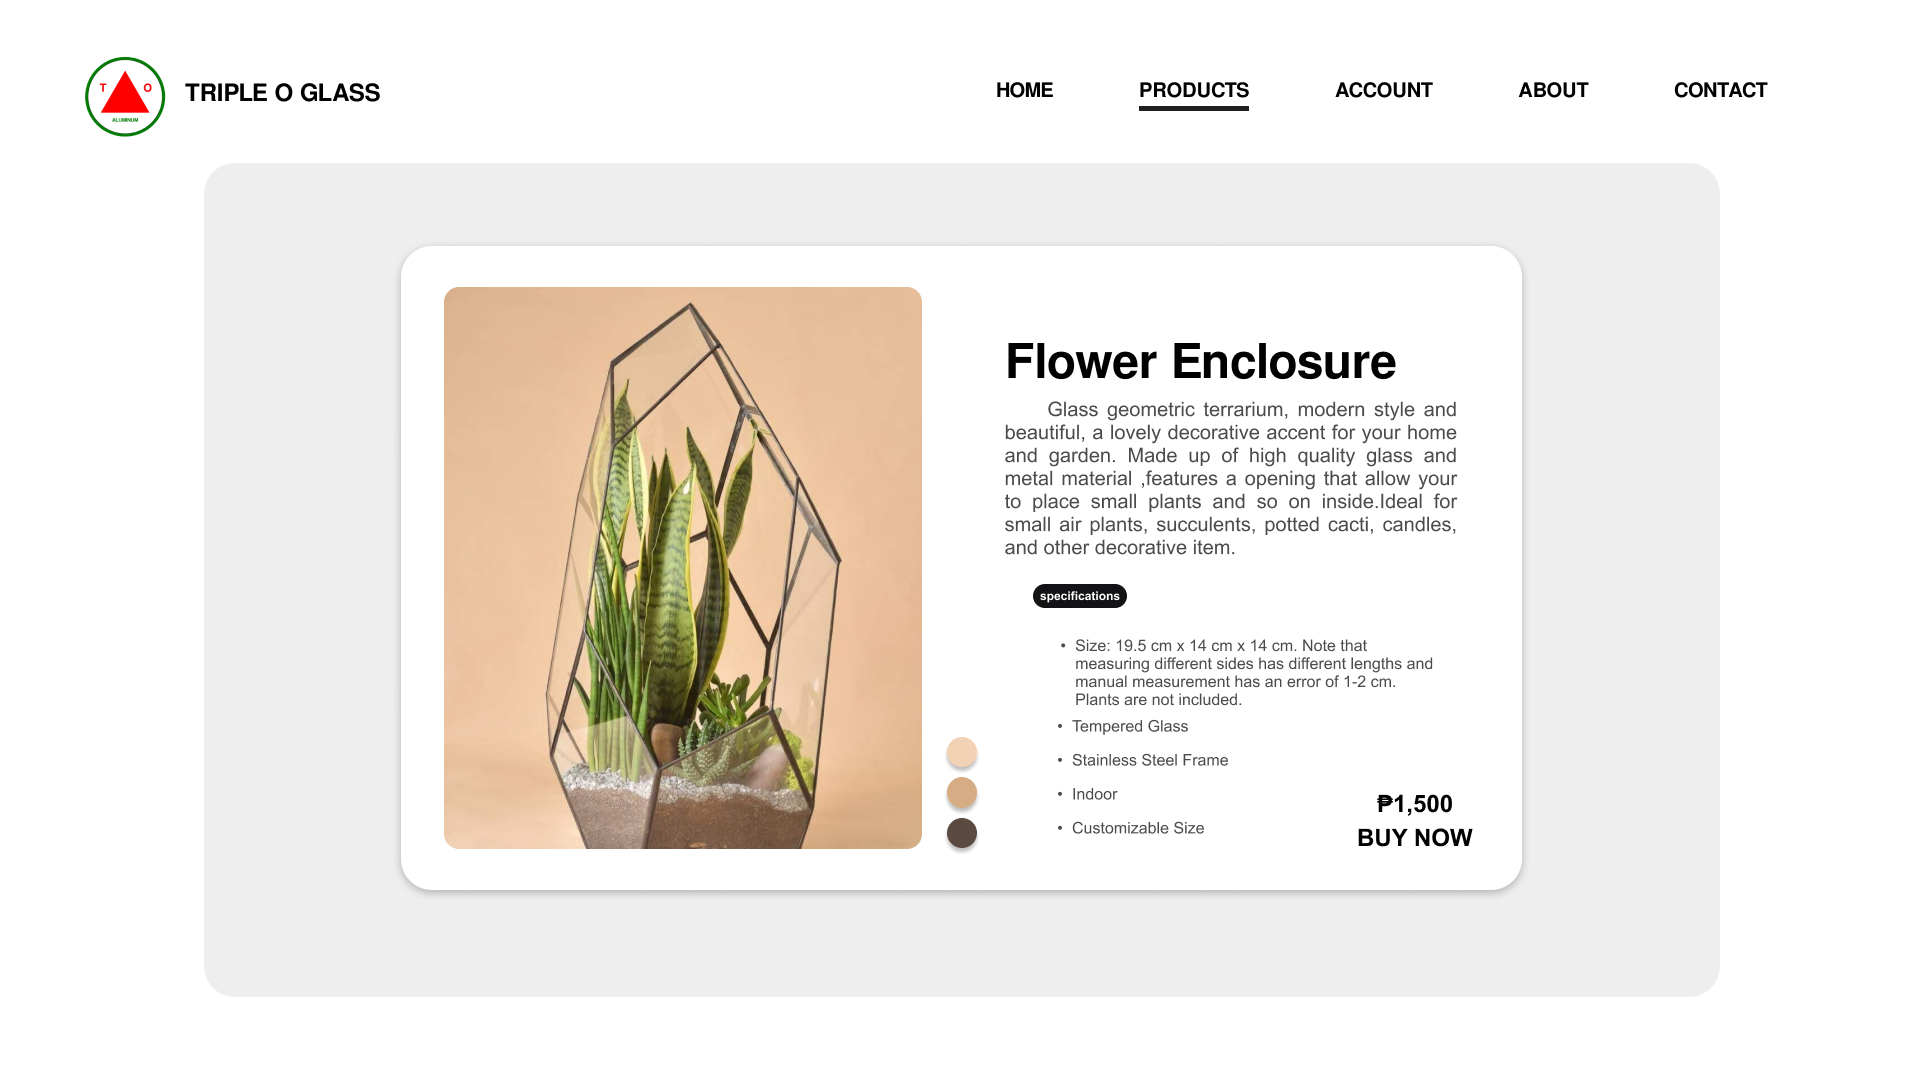 T O
ALUMINUM
TRIPLE O GLASS
HOME PRODUCTS ACCOUNT ABOUT CONTACT
Flower Enclosure
Glass geometric terrarium, modern style and
beautiful, a lovely decorative accent for your home
and garden. Made up of high quality glass and
metal material ,features a opening that allow your
to place small plants and so on inside.Ideal for
small air plants, succulents, potted cacti, candles,
and other decorative item.
specifications
• Size: 19.5 cm x 14 cm x 14 cm. Note that
measuring different sides has different lengths and
manual measurement has an error of 1-2 cm.
Plants are not included.
• Tempered Glass
• Stainless Steel Frame
• Indoor
• Customizable Size
₱1,500
BUY NOW